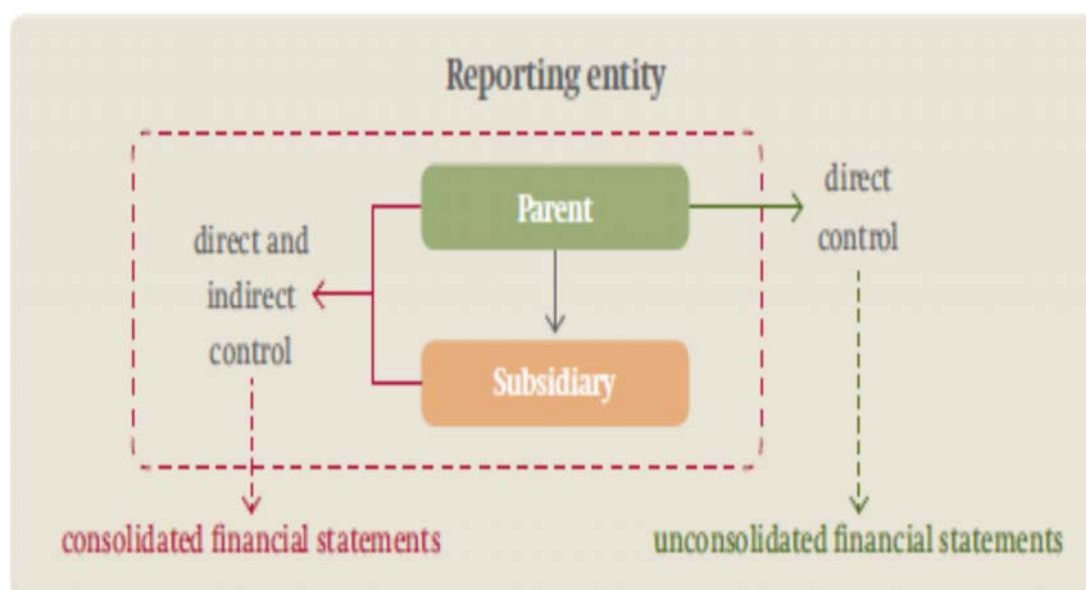 Reporting entity
Parent
direct
control
direct and
indirect
control
Subsidiary
consolidated financial statements
unconsolidated financial statements